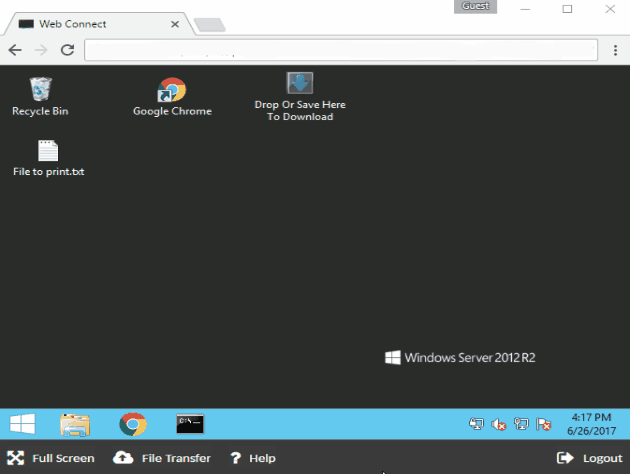 Guest
Web Connect
Recycle Bin
Google Chrome
Drop Or Save Here
To Download
File to print.txt
Windows Server 2012 R2
4:17 PM
6/26/2017
Full Screen
File Transfer
? Help
Logout